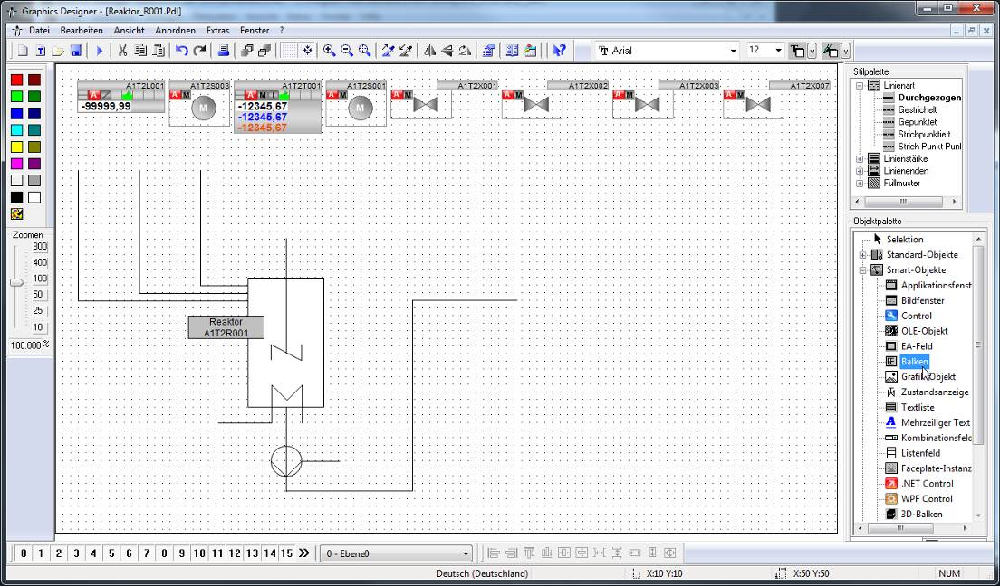 Graphics Designer - [Reaktor_R001.Pdl]
Datei Bearbeiten Ansicht Anordnen Extras Fenster ?
Arial 12
A1T2L001 A1T2S003 A1T2T001 A1T2S001 A1T2X001 A1T2X002 A1T2X003 A1T2X007
A A M A M I A M A M A M A M A M
-99999,99 M -12345,67 M
-12345,67
-12345,67
Reaktor
A1T2R001
Zoomen
800
400
100
50
25
10
100.000 %
Stilpalette
Linienart
Durchgezogen
Gestrichelt
Gepunktet
Strichpunktiert
Strich-Punkt-Punl
Linienstärke
Linienenden
Füllmuster
Objektpalette
Selektion
Standard-Objekte
Smart-Objekte
Applikationsfenst
Bildfenster
Control
OLE-Objekt
EA-Feld
Balken
Grafik-Objekt
Zustandsanzeige
Textliste
Mehrzeiliger Text
Kombinationsfeld
Listenfeld
Faceplate-Instanz
.NET Control
WPF Control
3D-Balken
0 1 2 3 4 5 6 7 8 9 10 11 12 13 14 15 0 - Ebene0
Deutsch (Deutschland) X:10 Y:10 X:50 Y:50 NUM